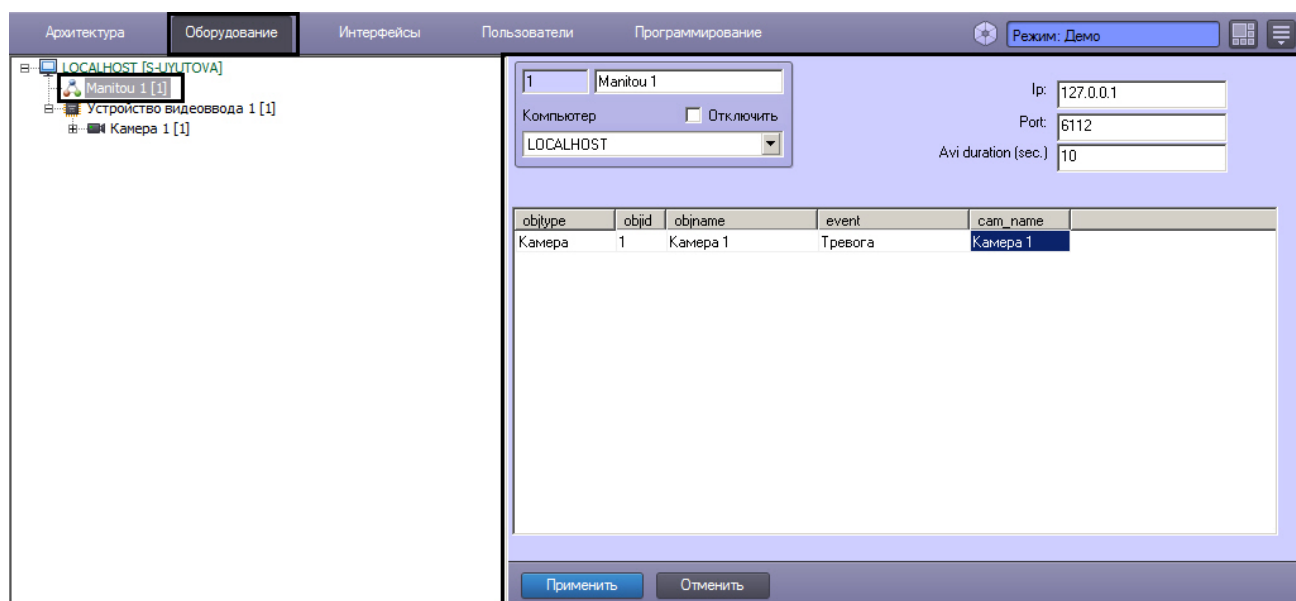 Архитектура Оборудование Интерфейсы Пользователи Программирование Режим: Демо
LOCALHOST [S-UYUTOVA]
Manitou 1 [1]
Устройство видеоввода 1 [1]
Камера 1 [1]
1 Manitou 1
Компьютер Отключить
LOCALHOST
Ip: 127.0.0.1
Port: 6112
Avi duration (sec.) 10
objtype objid objname event cam_name
Камера 1 Камера 1 Тревога Камера 1
Применить Отменить